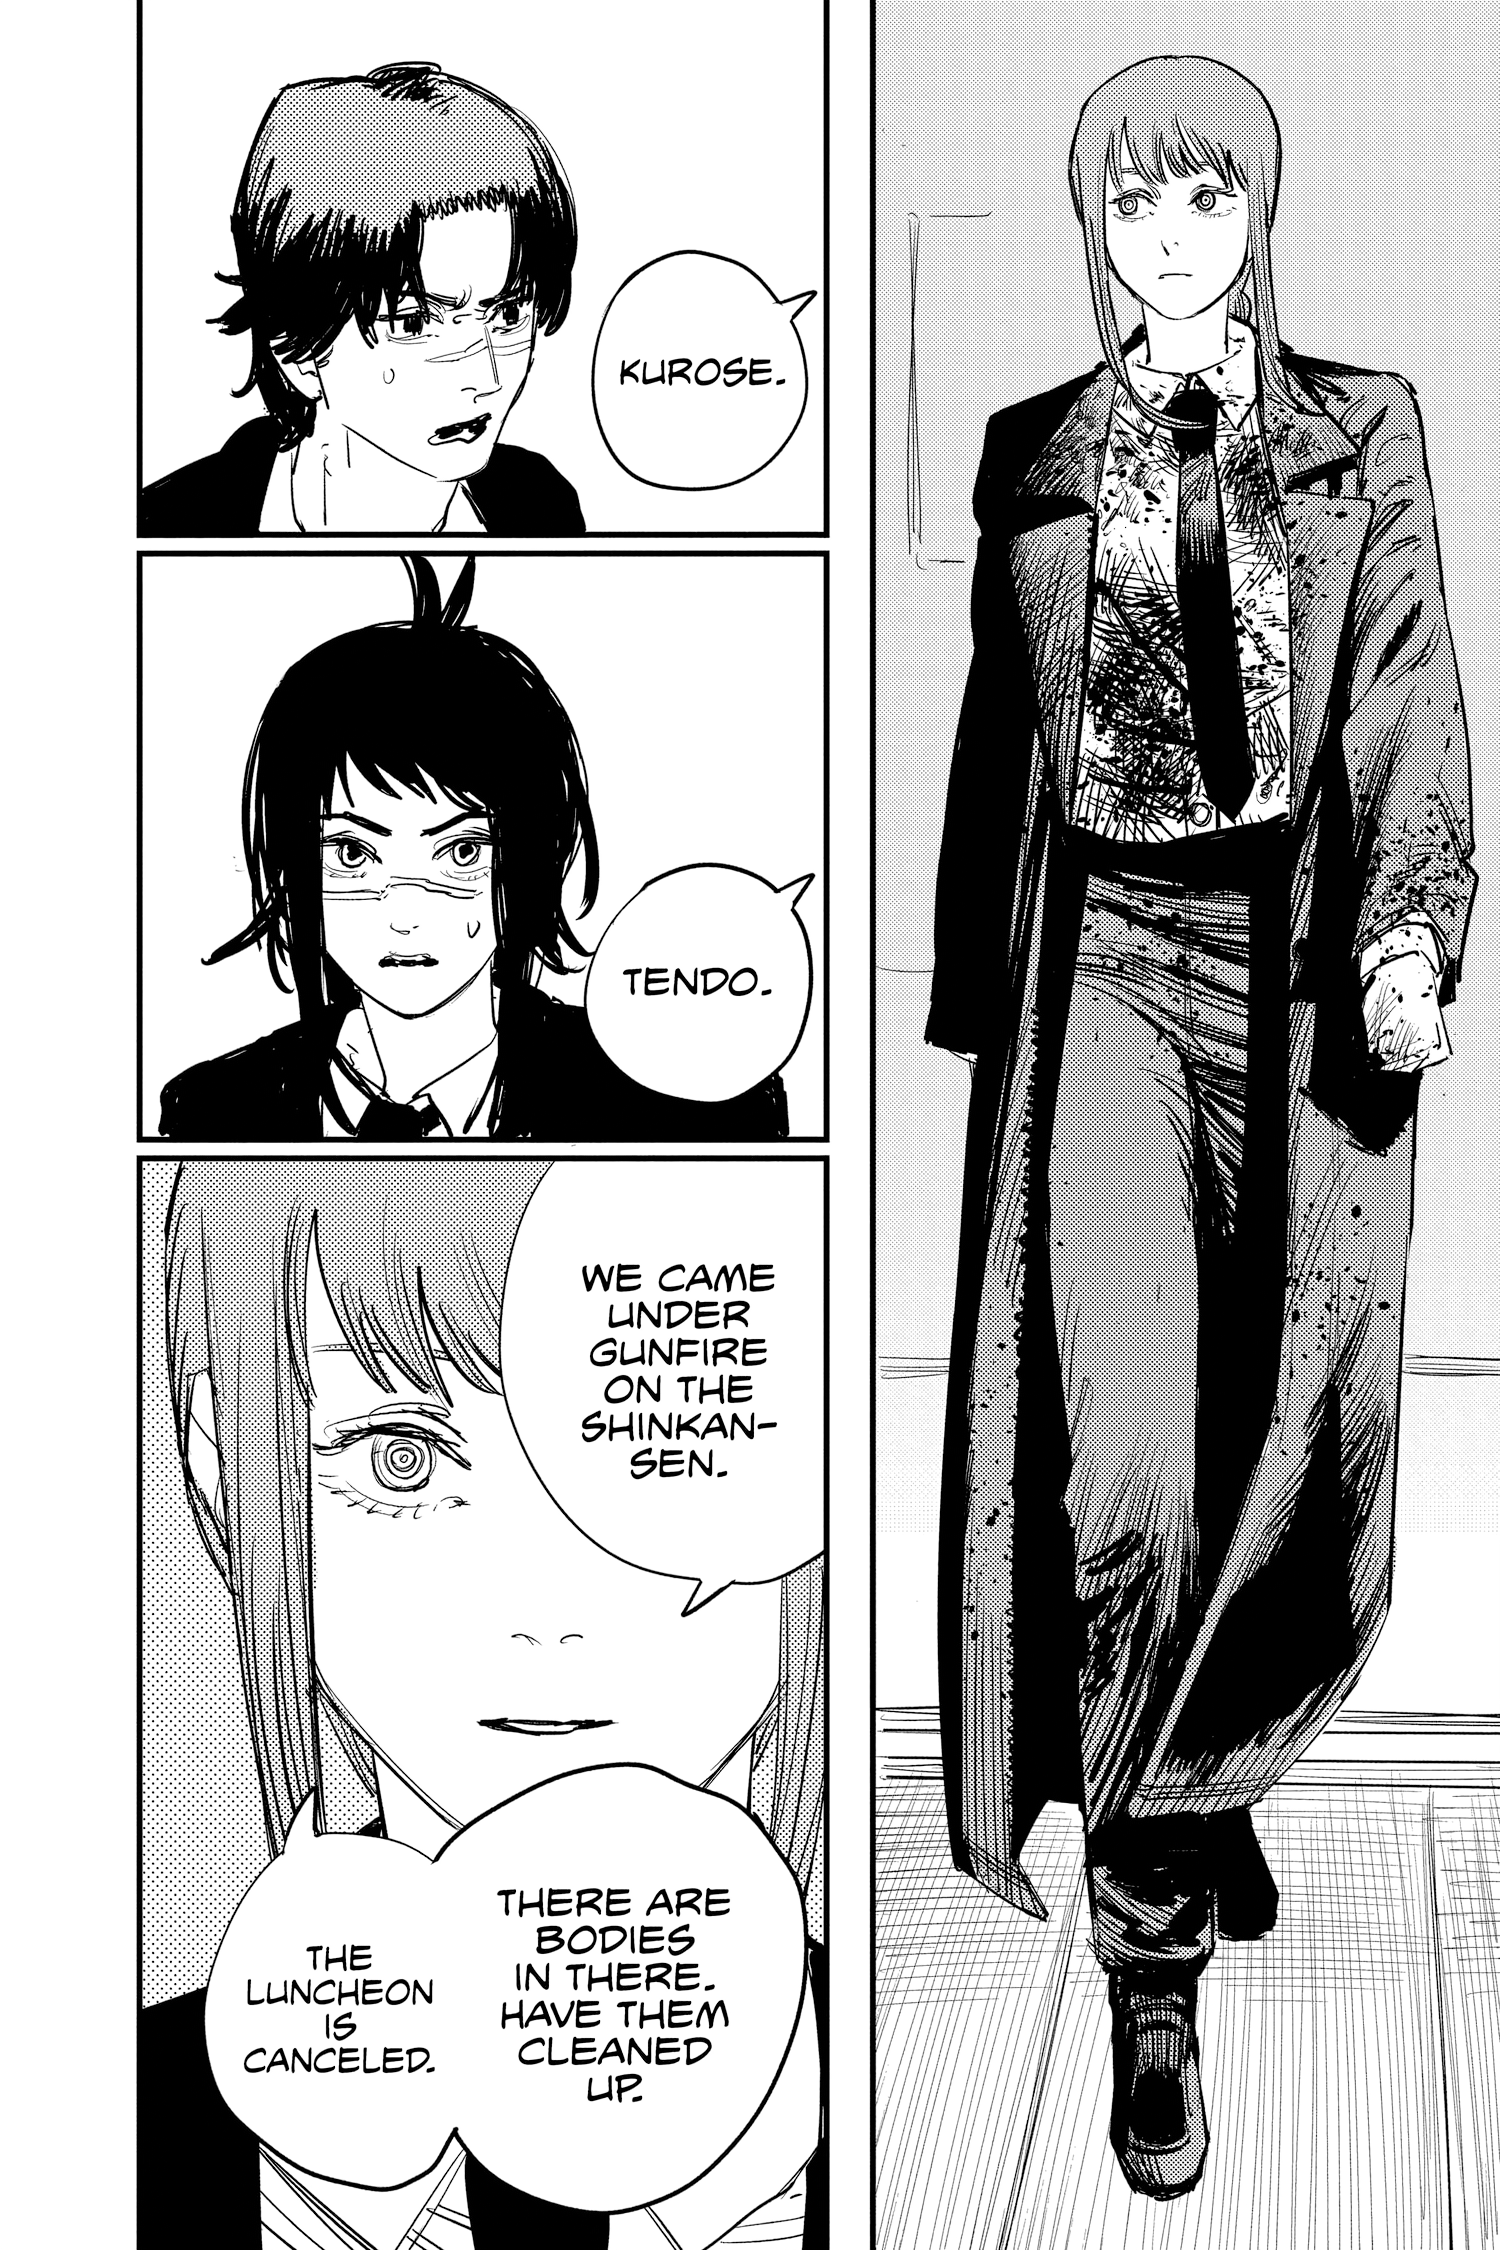 KUROSE.
TENDO.
WE CAME
UNDER
GUNFIRE
ON THE
SHINKAN-
SEN.
THERE ARE
BODIES
IN THERE.
HAVE THEM
CLEANED
UP.
THE
LUNCHEON
IS
CANCELED.